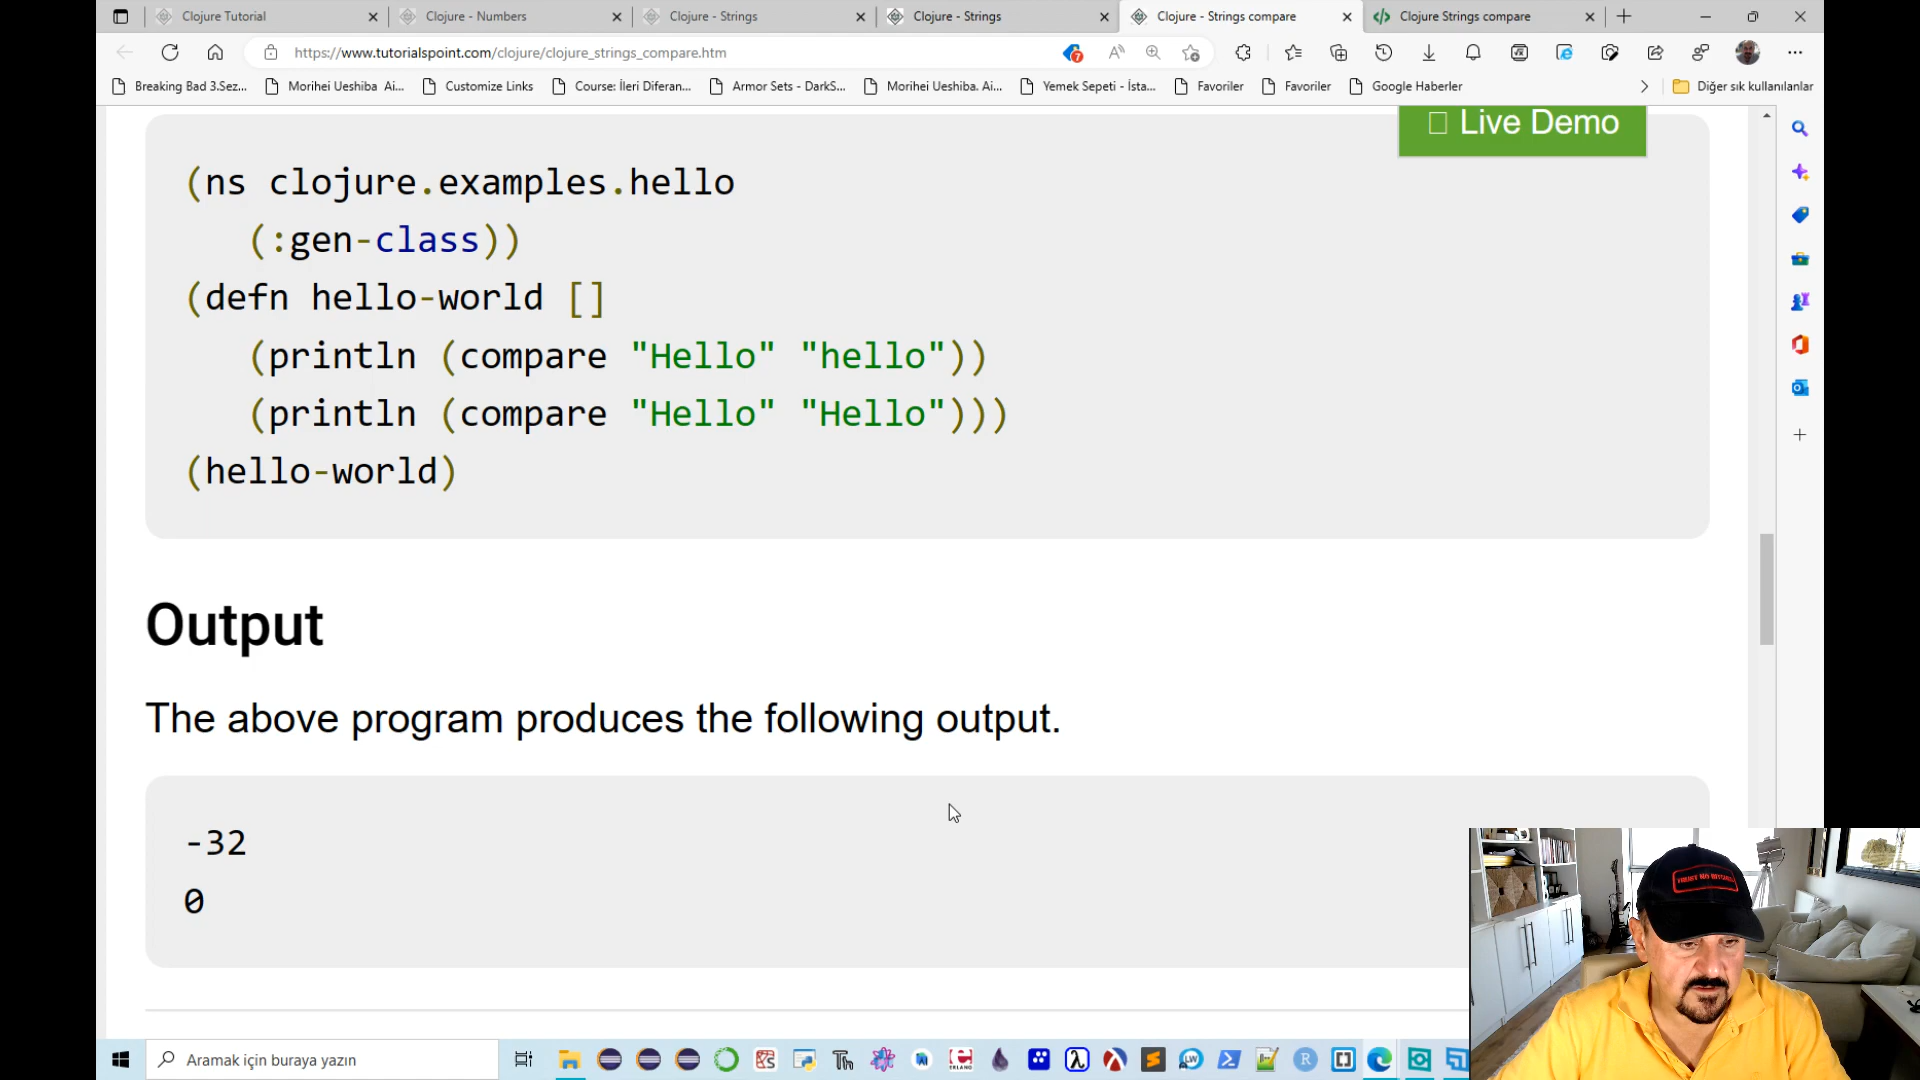 Clojure Tutorial
Clojure - Numbers
Clojure - Strings
Clojure - Strings
Clojure - Strings compare
Clojure Strings compare
https://www.tutorialspoint.com/clojure/clojure_strings_compare.htm
Breaking Bad 3.Sez...
Morihei Ueshiba Ai...
Customize Links
Course: İleri Diferan...
Armor Sets - DarkS...
Morihei Ueshiba. Ai...
Yemek Sepeti - İsta...
Favoriler
Favoriler
Google Haberler
Diğer sık kullanılanlar
Live Demo
(ns clojure.examples.hello
(:gen-class))
(defn hello-world []
(println (compare "Hello" "hello"))
(println (compare "Hello" "Hello")))
(hello-world)
Output
The above program produces the following output.
-32
0
Aramak için buraya yazın